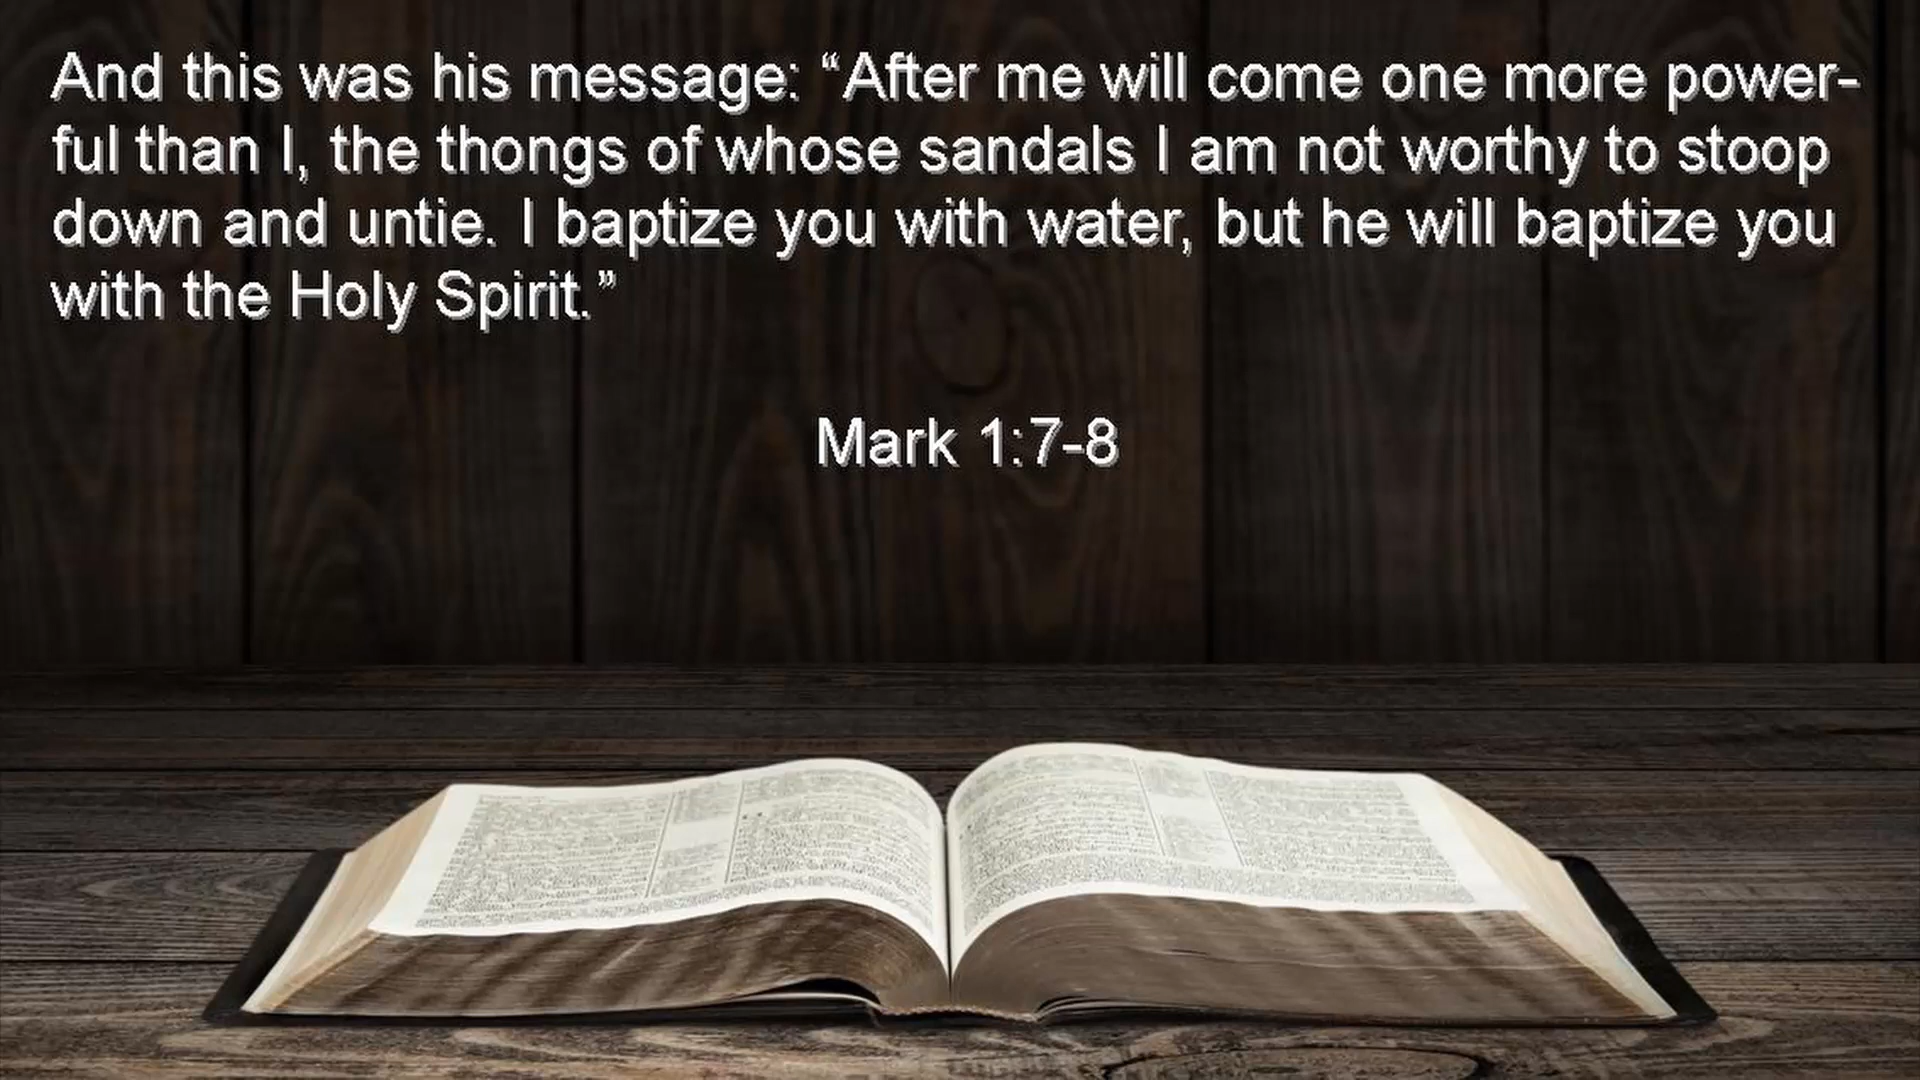 And this was his message: “After me will come one more power-
ful than I, the thongs of whose sandals I am not worthy to stoop
down and untie. I baptize you with water, but he will baptize you
with the Holy Spirit.”
Mark 1:7-8